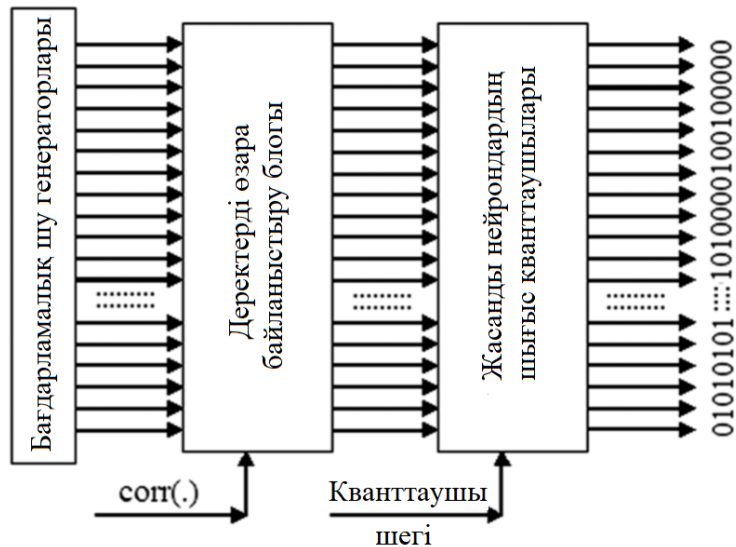 Бағдарламалық шу генераторлары
Деректерді өзара
байланыстыру блогы
Жасанды нейрондардың
шығыс кванттаушылары
01010101 ::::: 1010000100100000
corr(.)
Кванттаушы
шегі